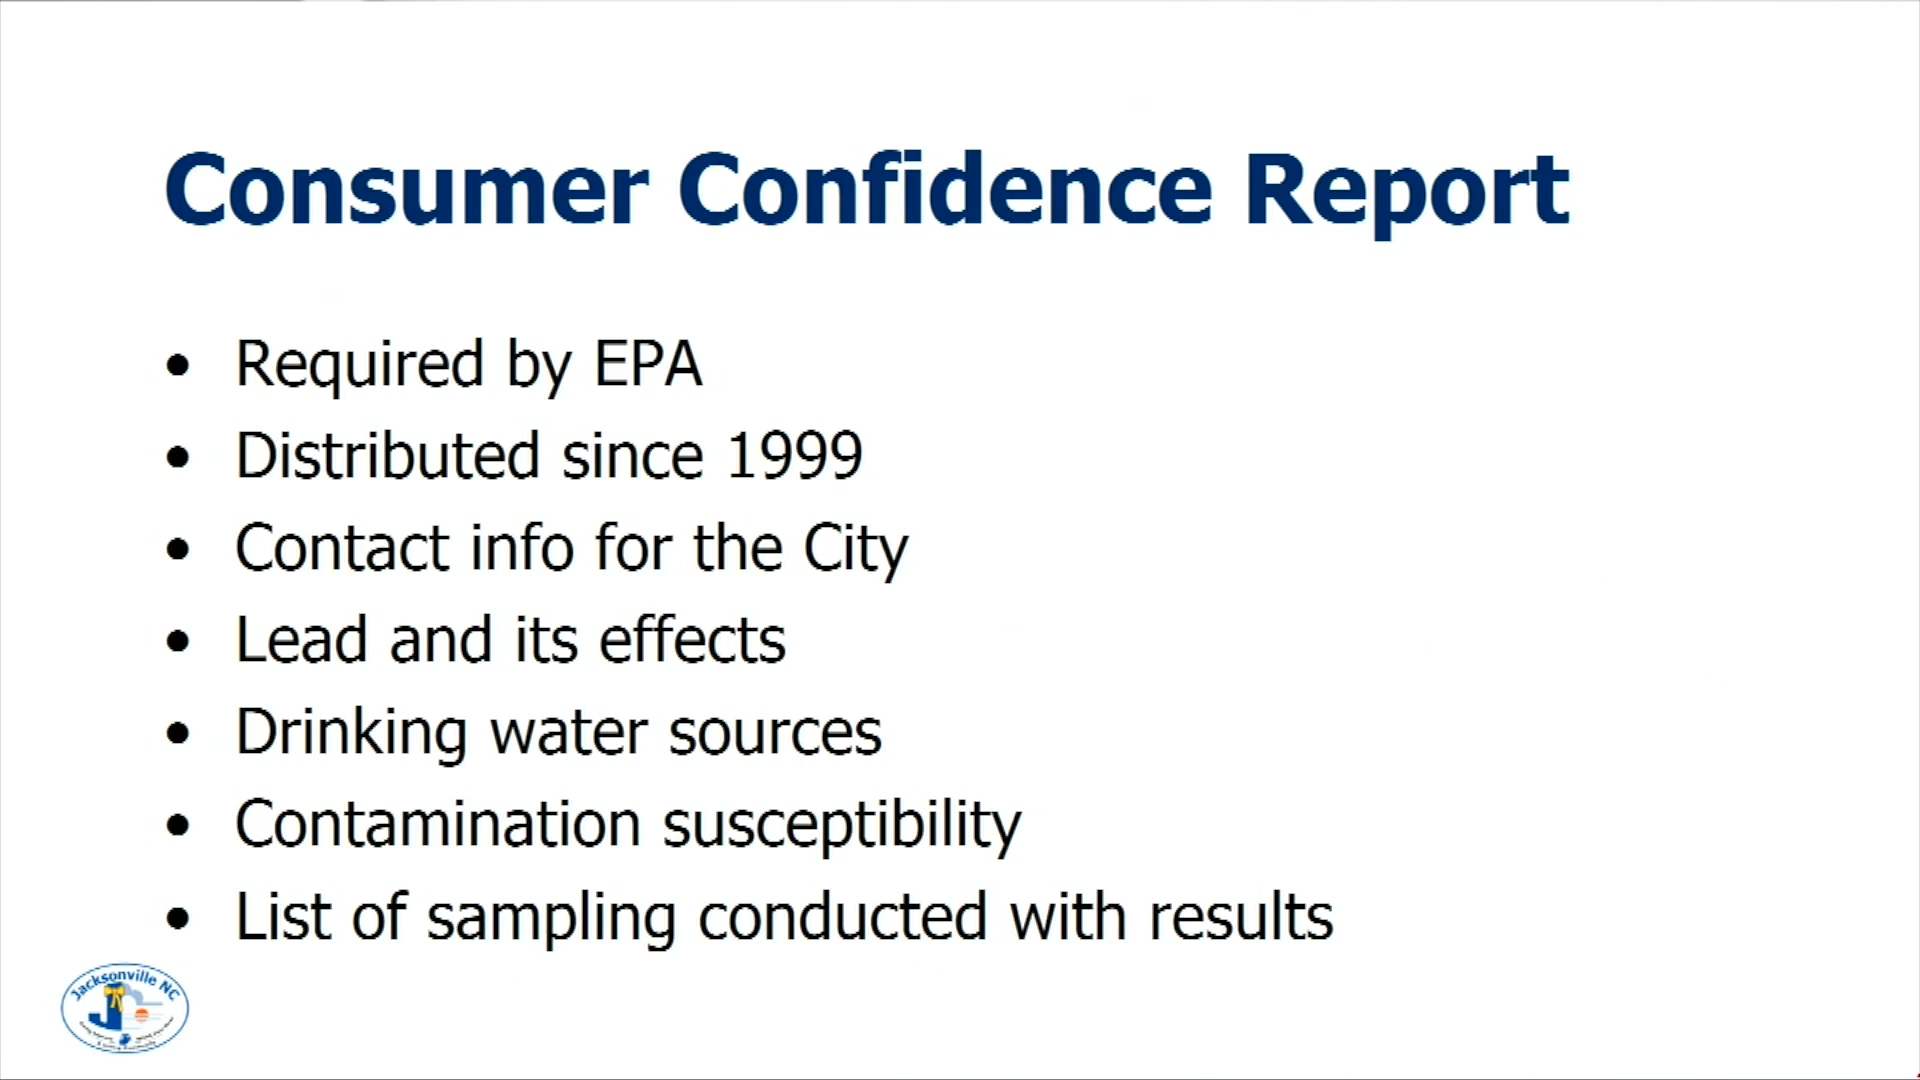 Consumer Confidence Report
• Required by EPA
• Distributed since 1999
• Contact info for the City
• Lead and its effects
• Drinking water sources
• Contamination susceptibility
• List of sampling conducted with results
Jacksonville NC